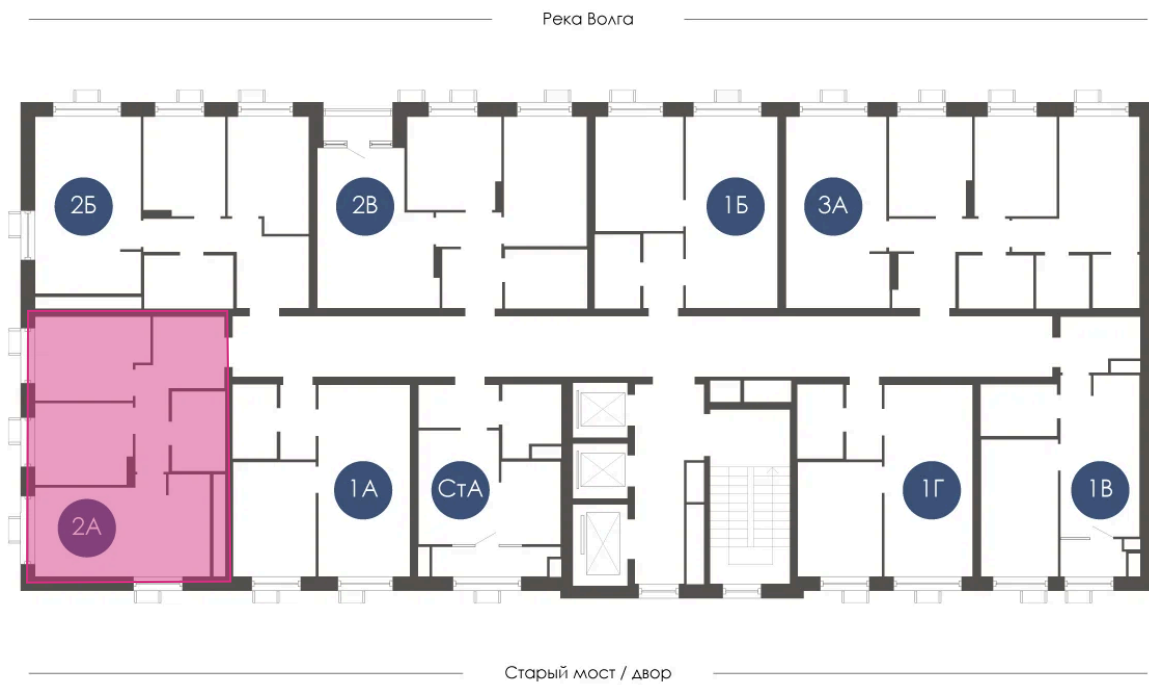 Река Волга
2Б
2В
1Б
3А
2А
1А
СтА
1Г
1В
Старый мост / двор